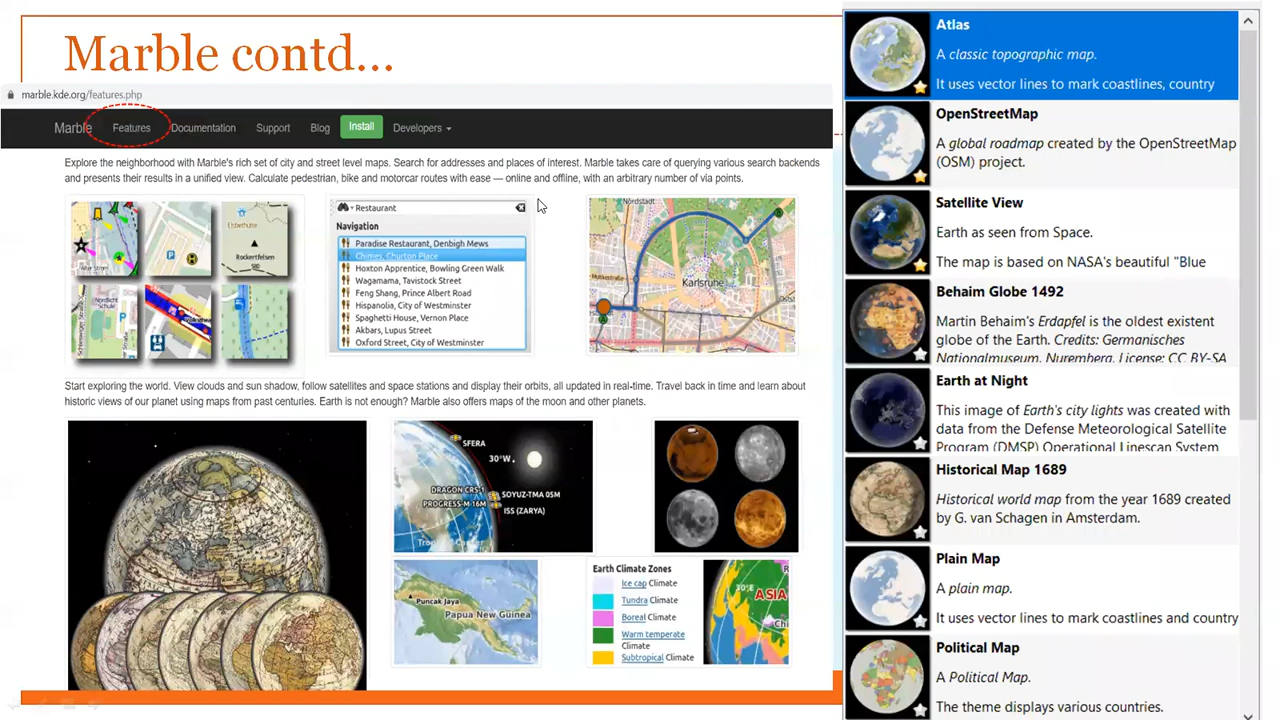 Marble contd...
marble.kde.org/features.php
Marble Features Documentation Support Blog Install Developers
Explore the neighborhood with Marble's rich set of city and street level maps. Search for addresses and places of interest. Marble takes care of querying various search backends
and presents their results in a unified view. Calculate pedestrian, bike and motorcar routes with ease — online and offline, with an arbitrary number of via points.
Rockertfelsen
Restaurant
Navigation
Paradise Restaurant, Denbigh Mews
Chimes, Churton Place
Hoxton Apprentice, Bowling Green Walk
Wagamama, Tavistock Street
Feng Shang, Prince Albert Road
Hispaniola, City of Westminster
Spaghetti House, Vernon Place
Akbars, Lupus Street
Oxford Street, City of Westminster
Nordstadt
Karlsruhe
Start exploring the world. View clouds and sun shadow, follow satellites and space stations and display their orbits, all updated in real-time. Travel back in time and learn about
historic views of our planet using maps from past centuries. Earth is not enough? Marble also offers maps of the moon and other planets.
SFERA
30°W
DRAGON CRS-1
PROGRESS-M 16M
SOYUZ-TMA 05M
ISS (ZARYA)
Puncak Jaya
Papua New Guinea
Earth Climate Zones
Ice cap Climate
Tundra Climate
Boreal Climate
Warm temperate
Climate
Subtropical Climate
30°E
ASIA
Atlas
A classic topographic map.
It uses vector lines to mark coastlines, country
OpenStreetMap
A global roadmap created by the OpenStreetMap
(OSM) project.
Satellite View
Earth as seen from Space.
The map is based on NASA's beautiful "Blue
Behaim Globe 1492
Martin Behaim's Erdapfel is the oldest existent
globe of the Earth. Credits: Germanisches
Nationalmuseum, Nuremberg. License: CC BY-SA
Earth at Night
This image of Earth's city lights was created with
data from the Defense Meteorological Satellite
Program (DMSP) Operational Linescan System
Historical Map 1689
Historical world map from the year 1689 created
by G. van Schagen in Amsterdam.
Plain Map
A plain map.
It uses vector lines to mark coastlines and country
Political Map
A Political Map.
The theme displays various countries.